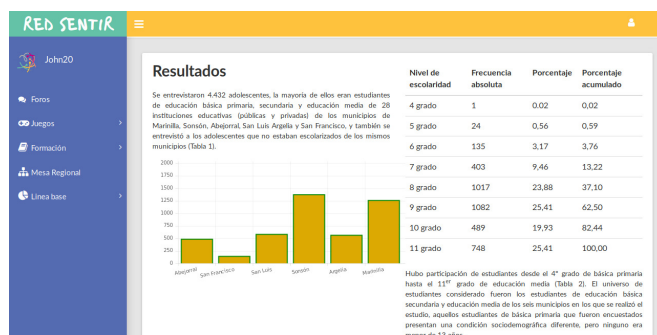 RED SENTIR
John20
Foros
Juegos
Formación
Mesa Regional
Linea base
Resultados
Se entrevistaron 4.432 adolescentes, la mayoría de ellos eran estudiantes
de educación básica primaria, secundaria y educación media de 28
instituciones educativas (públicas y privadas) de los municipios de
Marinilla, Sonsón, Abejorral, San Luis Argelia y San Francisco, y también se
entrevistó a los adolescentes que no estaban escolarizados de los mismos
municipios (Tabla 1).
2000
1750
1500
1250
1000
750
500
250
0
Abejorral San Francisco San Luis Sonsón Argelia Marinilla
Nivel de escolaridad Frecuencia absoluta Porcentaje Porcentaje acumulado
4 grado 1 0.02 0,02
5 grado 24 0,56 0,59
6 grado 135 3,17 3,76
7 grado 403 9,46 13,22
8 grado 1017 23,88 37,10
9 grado 1082 25,41 62,50
10 grado 489 19,93 82,44
11 grado 748 25,41 100,00
Hubo participación de estudiantes desde el 4° grado de básica primaria
hasta el 11er grado de educación media (Tabla 2). El universo de
estudiantes considerado fueron los estudiantes de educación básica
secundaria y educación media de los seis municipios en los que se realizó el
estudio, aquellos estudiantes de básica primaria que fueron encuestados
presentan una condición sociodemográfica diferente, pero ninguno era
menor de 13 años